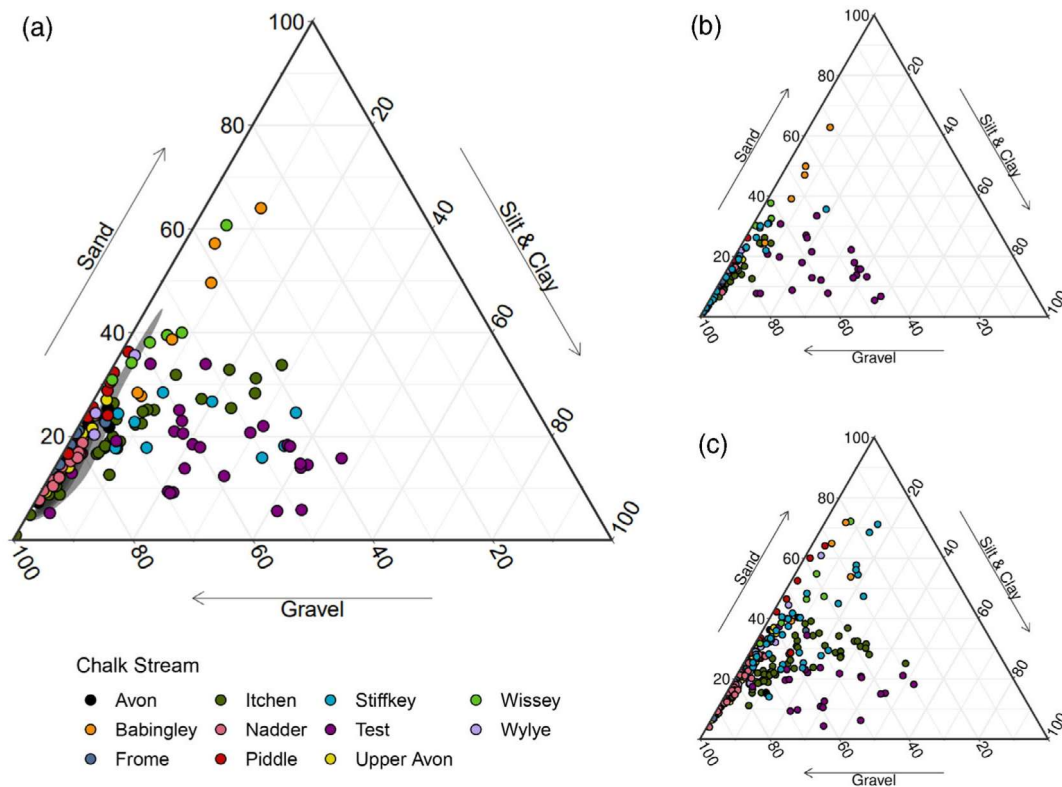 (a)
100
80
60
40
20
20
40
60
80
100
100
80
60
40
20
Sand
Silt & Clay
Gravel
Chalk Stream
Avon
Itchen
Stiffkey
Wissey
Babingley
Nadder
Test
Wylye
Frome
Piddle
Upper Avon
(b)
100
80
60
40
20
20
40
60
80
100
100
80
60
40
20
Sand
Silt & Clay
Gravel
(c)
100
80
60
40
20
20
40
60
80
100
100
80
60
40
20
Sand
Silt & Clay
Gravel